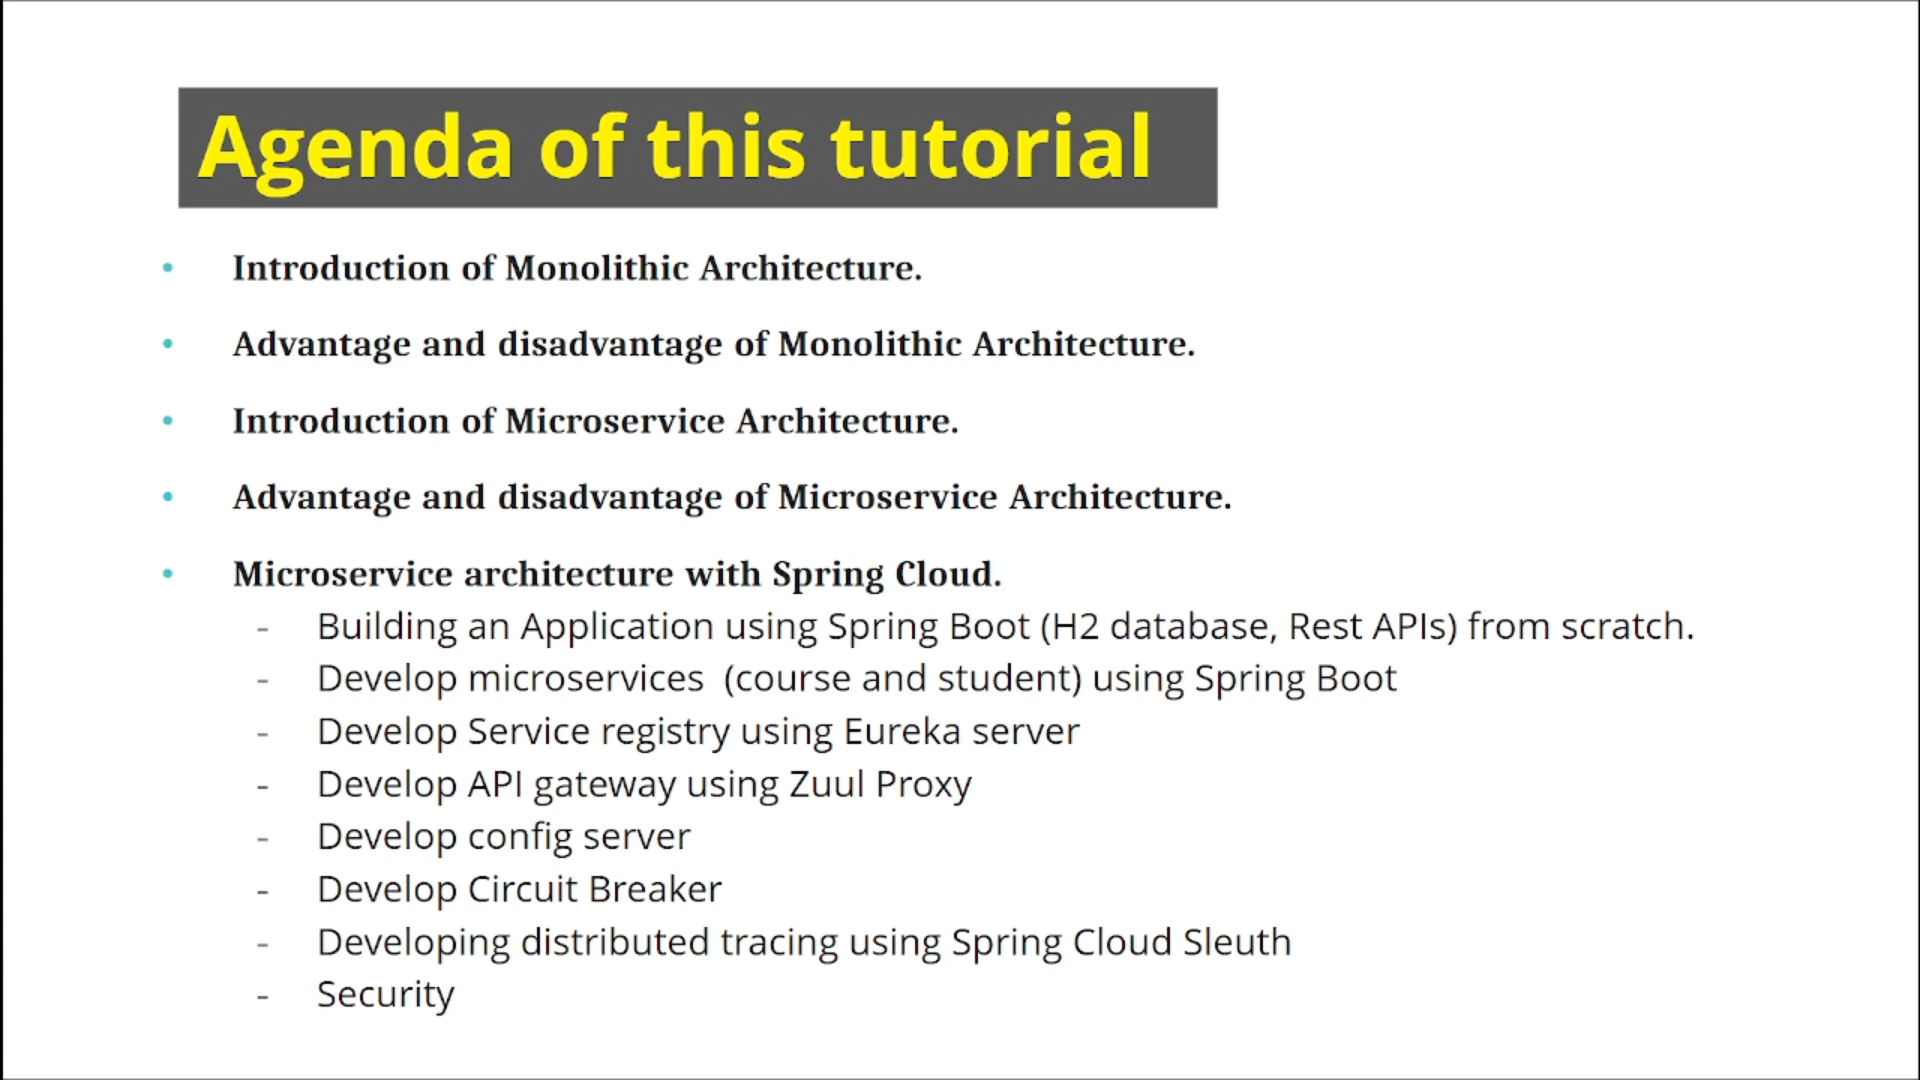 Agenda of this tutorial
• Introduction of Monolithic Architecture.
• Advantage and disadvantage of Monolithic Architecture.
• Introduction of Microservice Architecture.
• Advantage and disadvantage of Microservice Architecture.
• Microservice architecture with Spring Cloud.
- Building an Application using Spring Boot (H2 database, Rest APIs) from scratch.
- Develop microservices  (course and student) using Spring Boot
- Develop Service registry using Eureka server
- Develop API gateway using Zuul Proxy
- Develop config server
- Develop Circuit Breaker
- Developing distributed tracing using Spring Cloud Sleuth
- Security